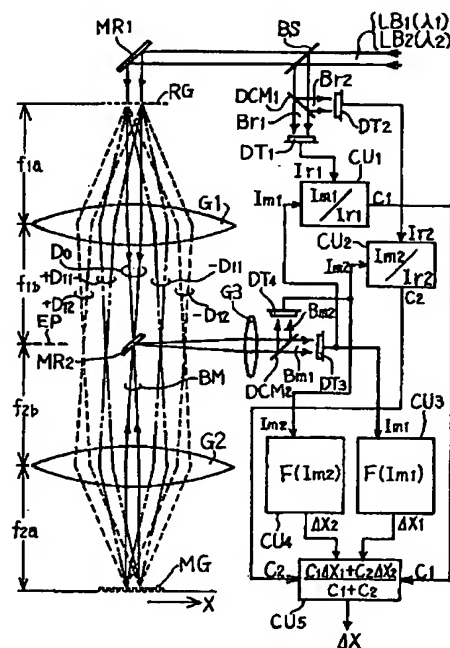 MR1
BS
LB1(λ1)
LB2(λ2)
RG
DCM1
Br2
Br1
DT2
DT1
CU1
f1a
G1
Ir1
Im1
Im1/Ir1
C1
Ir2
CU2
Im2
Im2/Ir2
C2
D0
-D11
+D11
+D12
-D12
f1b
G3
DT4
Bm2
EP
MR2
BM
DCM2
Bm1
DT3
f2b
CU3
Im2
Im1
G2
F(Im2)
F(Im1)
CU4
ΔX2
ΔX1
f2a
MG
X
C2
C1ΔX1+C2ΔX2
C1+C2
C1
CU5
ΔX